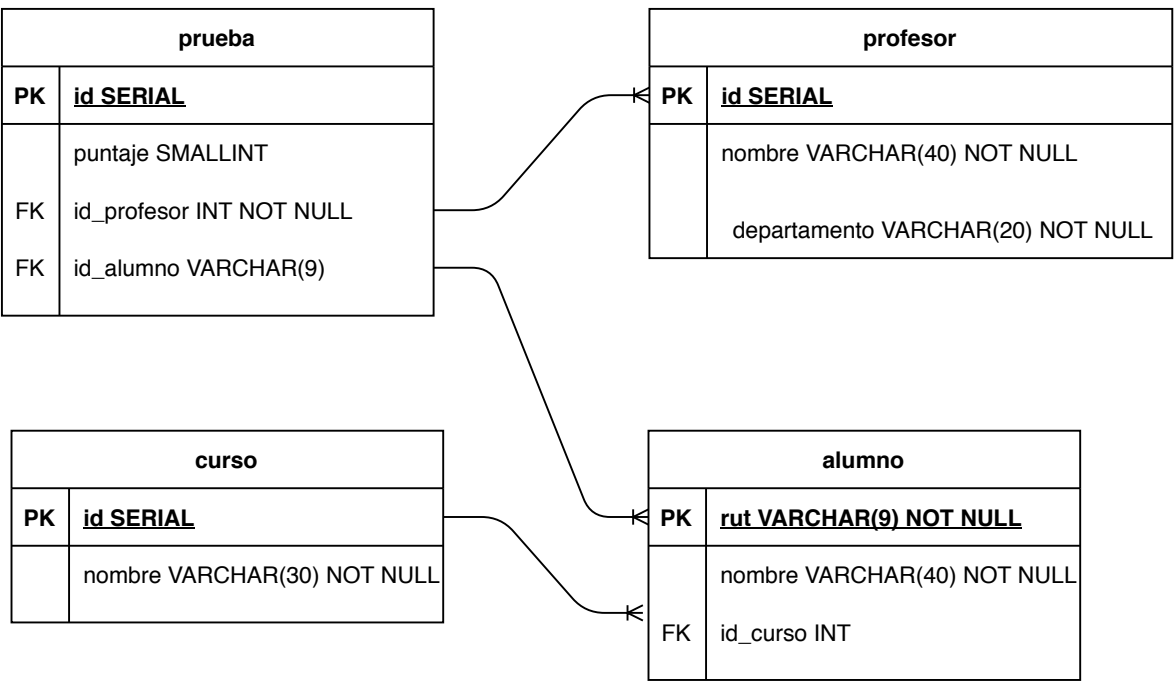 prueba
PK id SERIAL
puntaje SMALLINT
FK id_profesor INT NOT NULL
FK id_alumno VARCHAR(9)
profesor
PK id SERIAL
nombre VARCHAR(40) NOT NULL
departamento VARCHAR(20) NOT NULL
curso
PK id SERIAL
nombre VARCHAR(30) NOT NULL
alumno
PK rut VARCHAR(9) NOT NULL
nombre VARCHAR(40) NOT NULL
FK id_curso INT